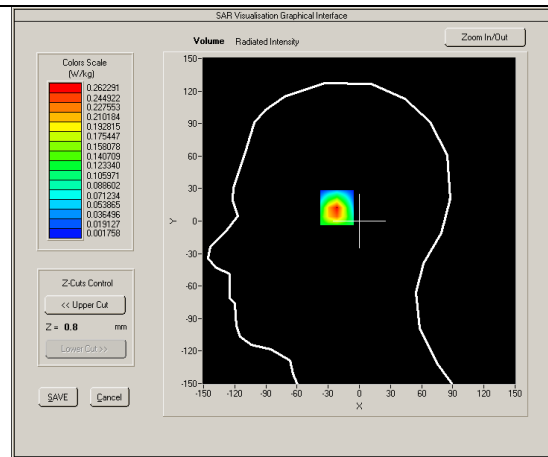 SAR Visualisation Graphical Interface
Volume Radiated Intensity
Zoom In/Out
Colors Scale
(W/kg)
0.262291
0.244922
0.227553
0.210184
0.192815
0.175447
0.158078
0.140709
0.123340
0.105971
0.088602
0.071234
0.053865
0.036496
0.019127
0.001758
Z-Cuts Control
<< Upper Cut
Z = 0.8 mm
Lower Cut >>
SAVE Cancel
150
120
90
60
30
0
-30
-60
-90
-120
-150
Y
-150 -120 -90 -60 -30 0 30 60 90 120 150
X